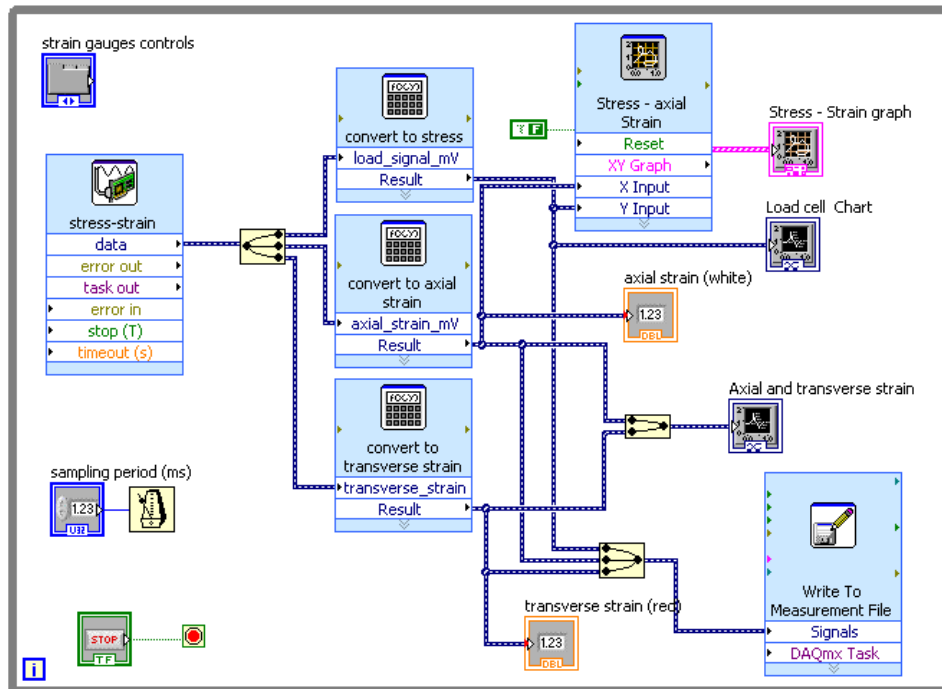 strain gauges controls
stress-strain
data
error out
task out
error in
stop (T)
timeout (s)
sampling period (ms)
1.23
U32
STOP
TF
i
f(x,y)
convert to stress
load_signal_mV
Result
f(x,y)
convert to axial
strain
axial_strain_mV
Result
f(x,y)
convert to
transverse strain
transverse_strain
Result
F
Stress - axial
Strain
Reset
XY Graph
X Input
Y Input
Stress - Strain graph
Load cell Chart
axial strain (white)
1.23
DBL
Axial and transverse strain
transverse strain (red)
1.23
DBL
Write To
Measurement File
Signals
DAQmx Task